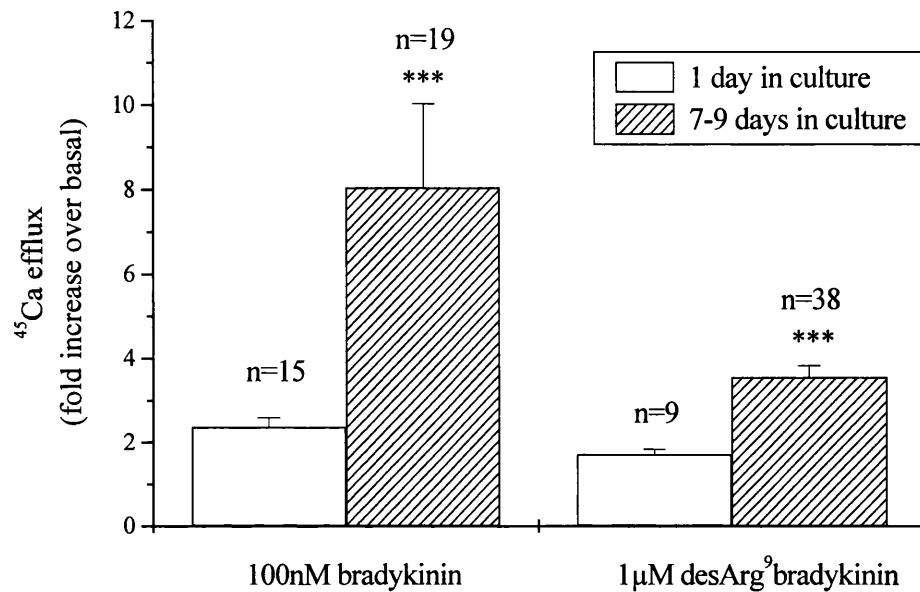 12
10
8
6
4
2
0
⁴⁵Ca efflux
(fold increase over basal)
n=19
***
n=15
n=38
***
n=9
1 day in culture
7-9 days in culture
100nM bradykinin
1µM desArg⁹bradykinin